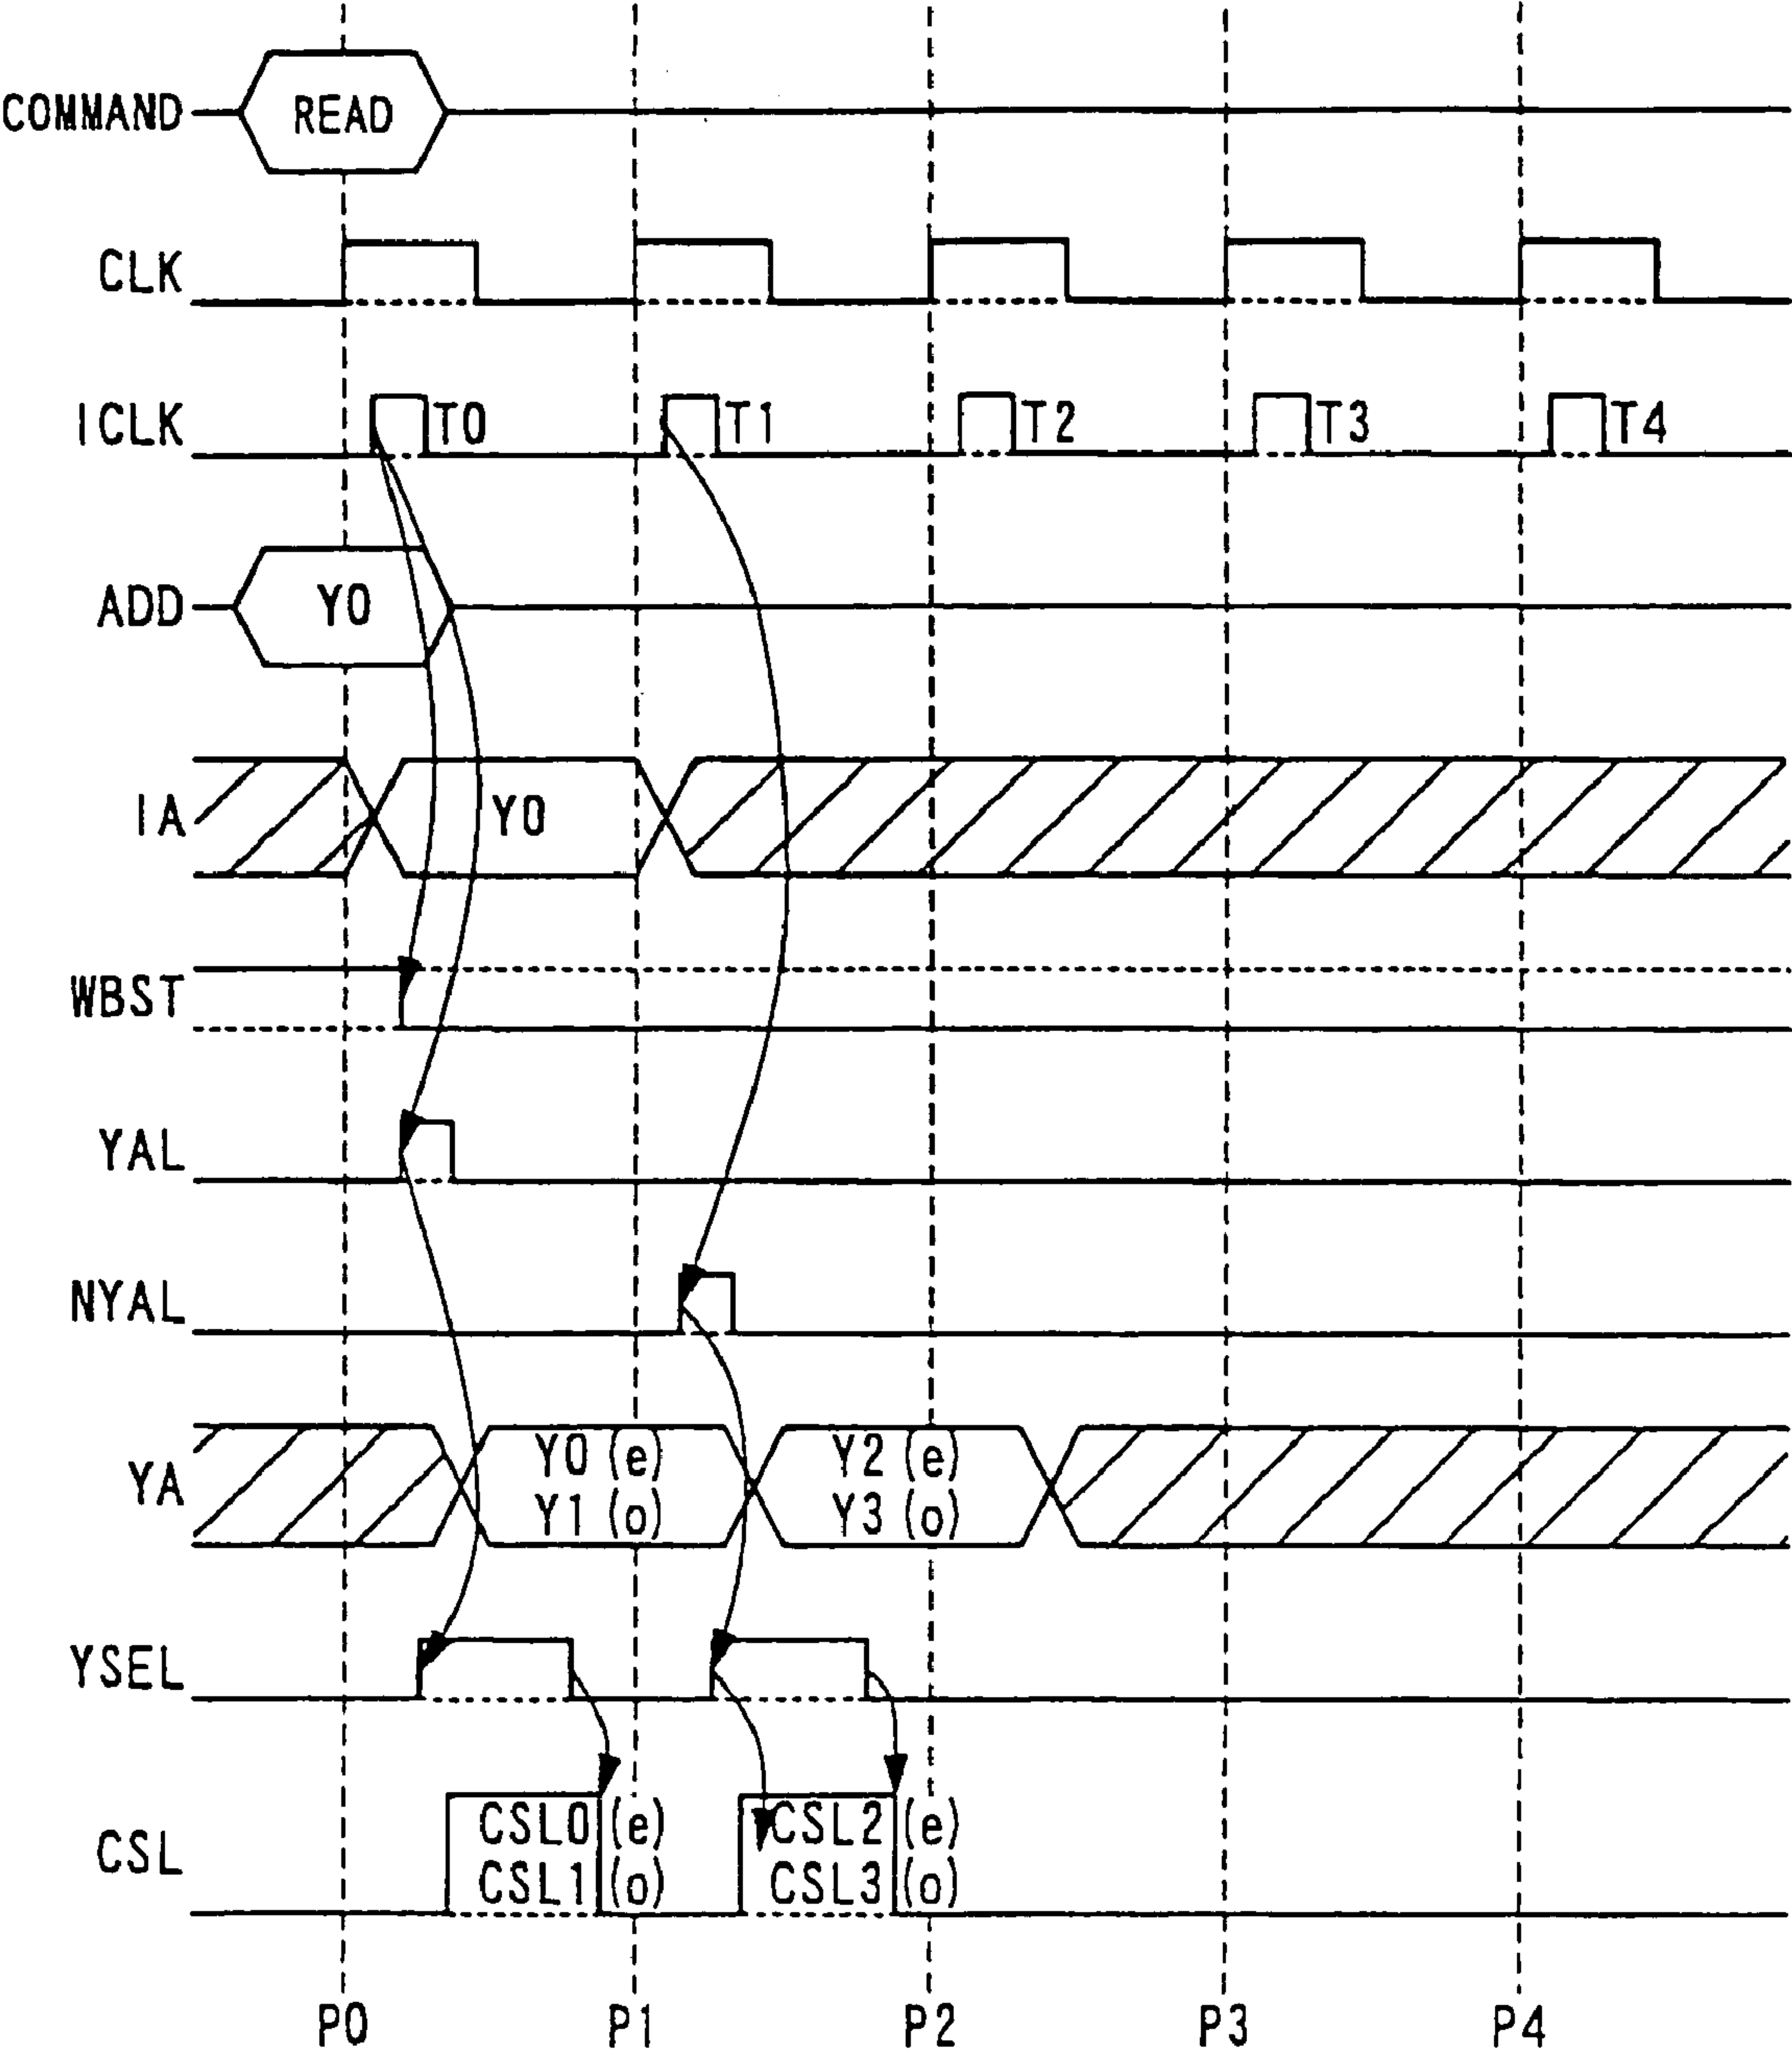 COMMAND READ
CLK
ICLK T0 T1 T2 T3 T4
ADD Y0
IA Y0
WBST
YAL
NYAL
YA Y0(e) Y2(e)
Y1(o) Y3(o)
YSEL
CSL CSL0(e) CSL2(e)
CSL1(o) CSL3(o)
P0 P1 P2 P3 P4